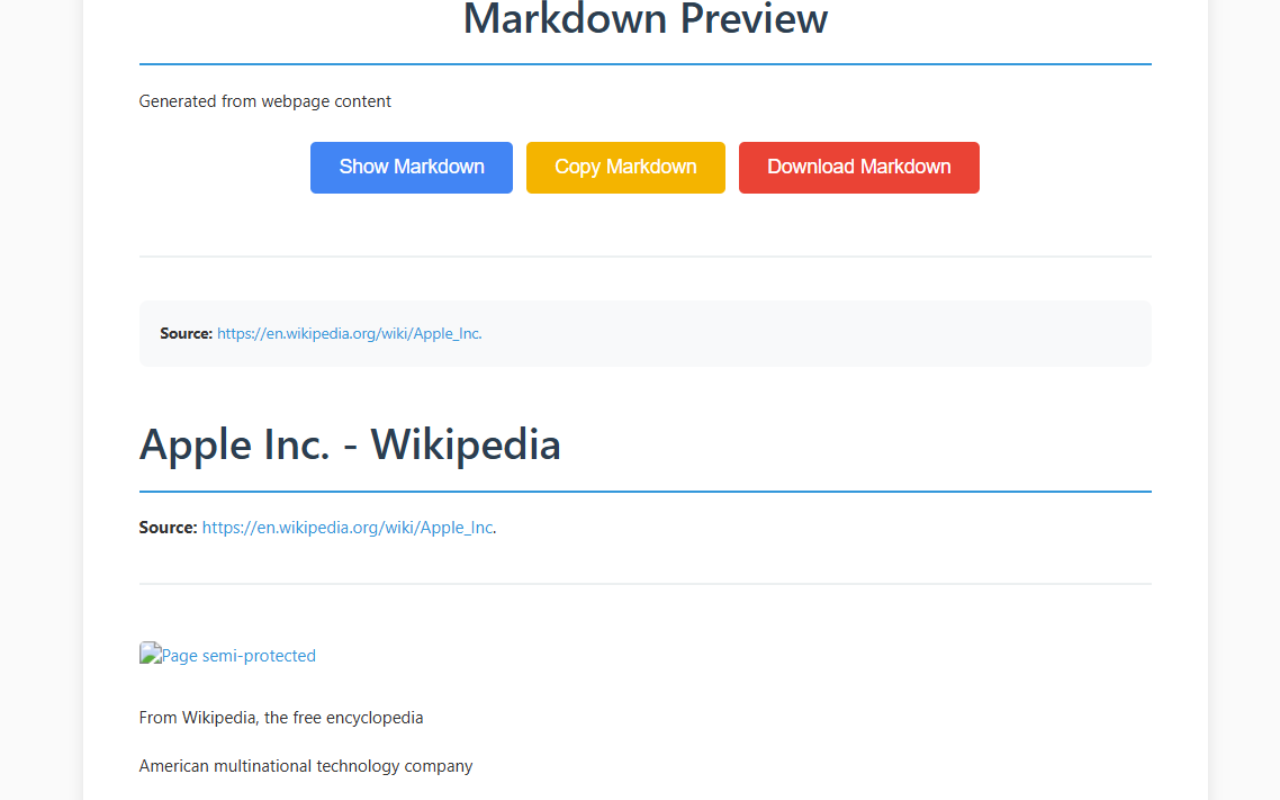 Markdown Preview
Generated from webpage content
Show Markdown Copy Markdown Download Markdown
Source: https://en.wikipedia.org/wiki/Apple_Inc.
Apple Inc. - Wikipedia
Source: https://en.wikipedia.org/wiki/Apple_Inc.
Page semi-protected
From Wikipedia, the free encyclopedia
American multinational technology company